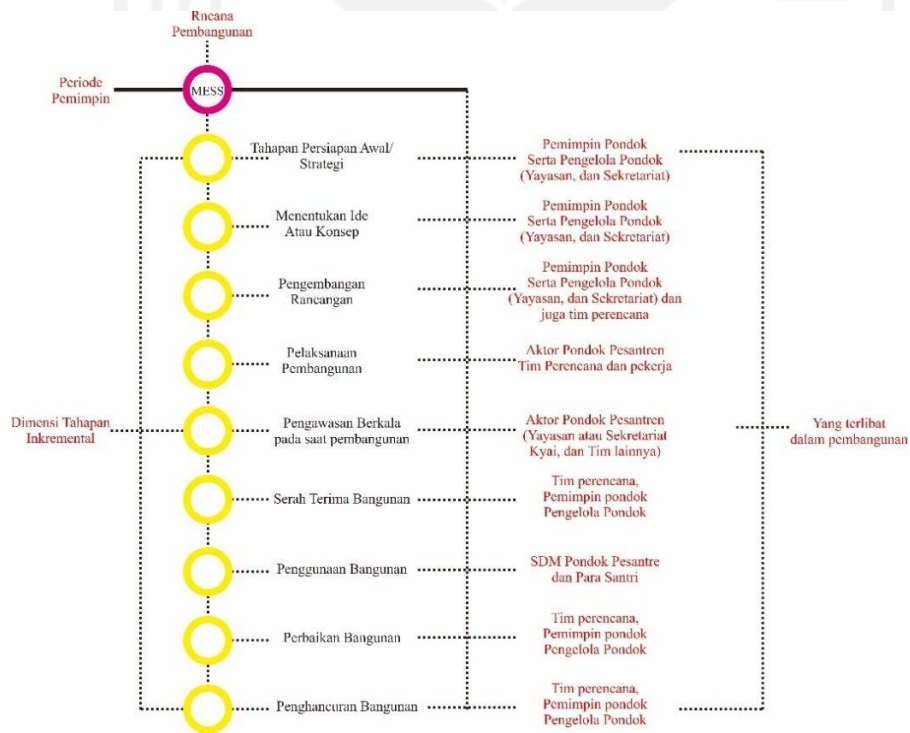 Rncana
Pembangunan
Periode
Pemimpin
MESS
Tahapan Persiapan Awal/
Strategi
Pemimpin Pondok
Serta Pengelola Pondok
(Yayasan, dan Sekretariat)
Menentukan Ide
Atau Konsep
Pemimpin Pondok
Serta Pengelola Pondok
(Yayasan, dan Sekretariat)
Pengembangan
Rancangan
Pemimpin Pondok
Serta Pengelola Pondok
(Yayasan, dan Sekretariat) dan
juga tim perencana
Pelaksanaan
Pembangunan
Aktor Pondok Pesantren
Tim Perencana dan pekerja
Dimensi Tahapan
Inkremental
Pengawasan Berkala
pada saat pembangunan
Aktor Pondok Pesantren
(Yayasan atau Sekretariat
Kyai, dan Tim lainnya)
Yang terlibat
dalam pembangunan
Serah Terima Bangunan
Tim perencana,
Pemimpin pondok
Pengelola Pondok
Penggunaan Bangunan
SDM Pondok Pesantre
dan Para Santri
Perbaikan Bangunan
Tim perencana,
Pemimpin pondok
Pengelola Pondok
Penghancuran Bangunan
Tim perencana,
Pemimpin pondok
Pengelola Pondok